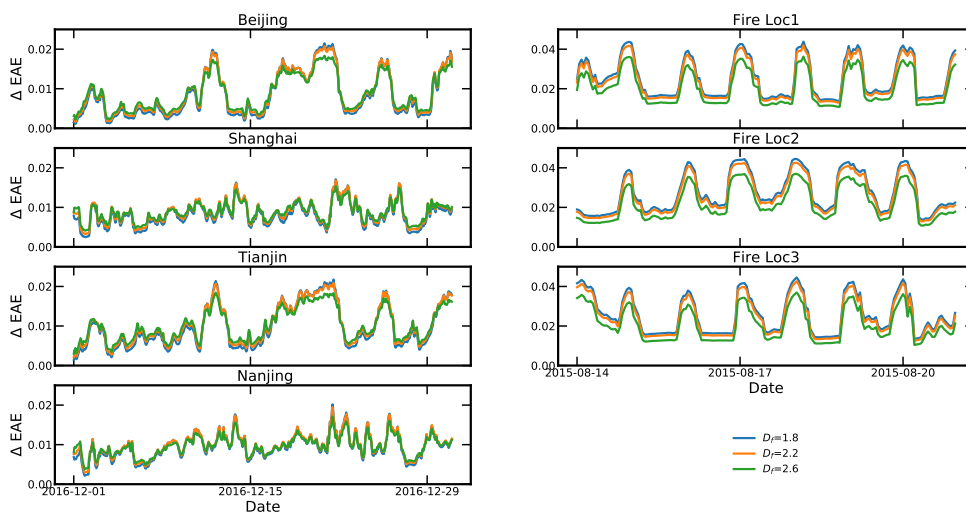 Beijing
Δ EAE
0.02
0.01
0.00
Shanghai
Δ EAE
0.02
0.01
0.00
Tianjin
Δ EAE
0.02
0.01
0.00
Nanjing
Δ EAE
0.02
0.01
0.00
2016-12-01 2016-12-15 2016-12-29
Date
Fire Loc1
0.04
0.02
0.00
Fire Loc2
0.04
0.02
0.00
Fire Loc3
0.04
0.02
0.00
2015-08-14 2015-08-17 2015-08-20
Date
D_f=1.8
D_f=2.2
D_f=2.6